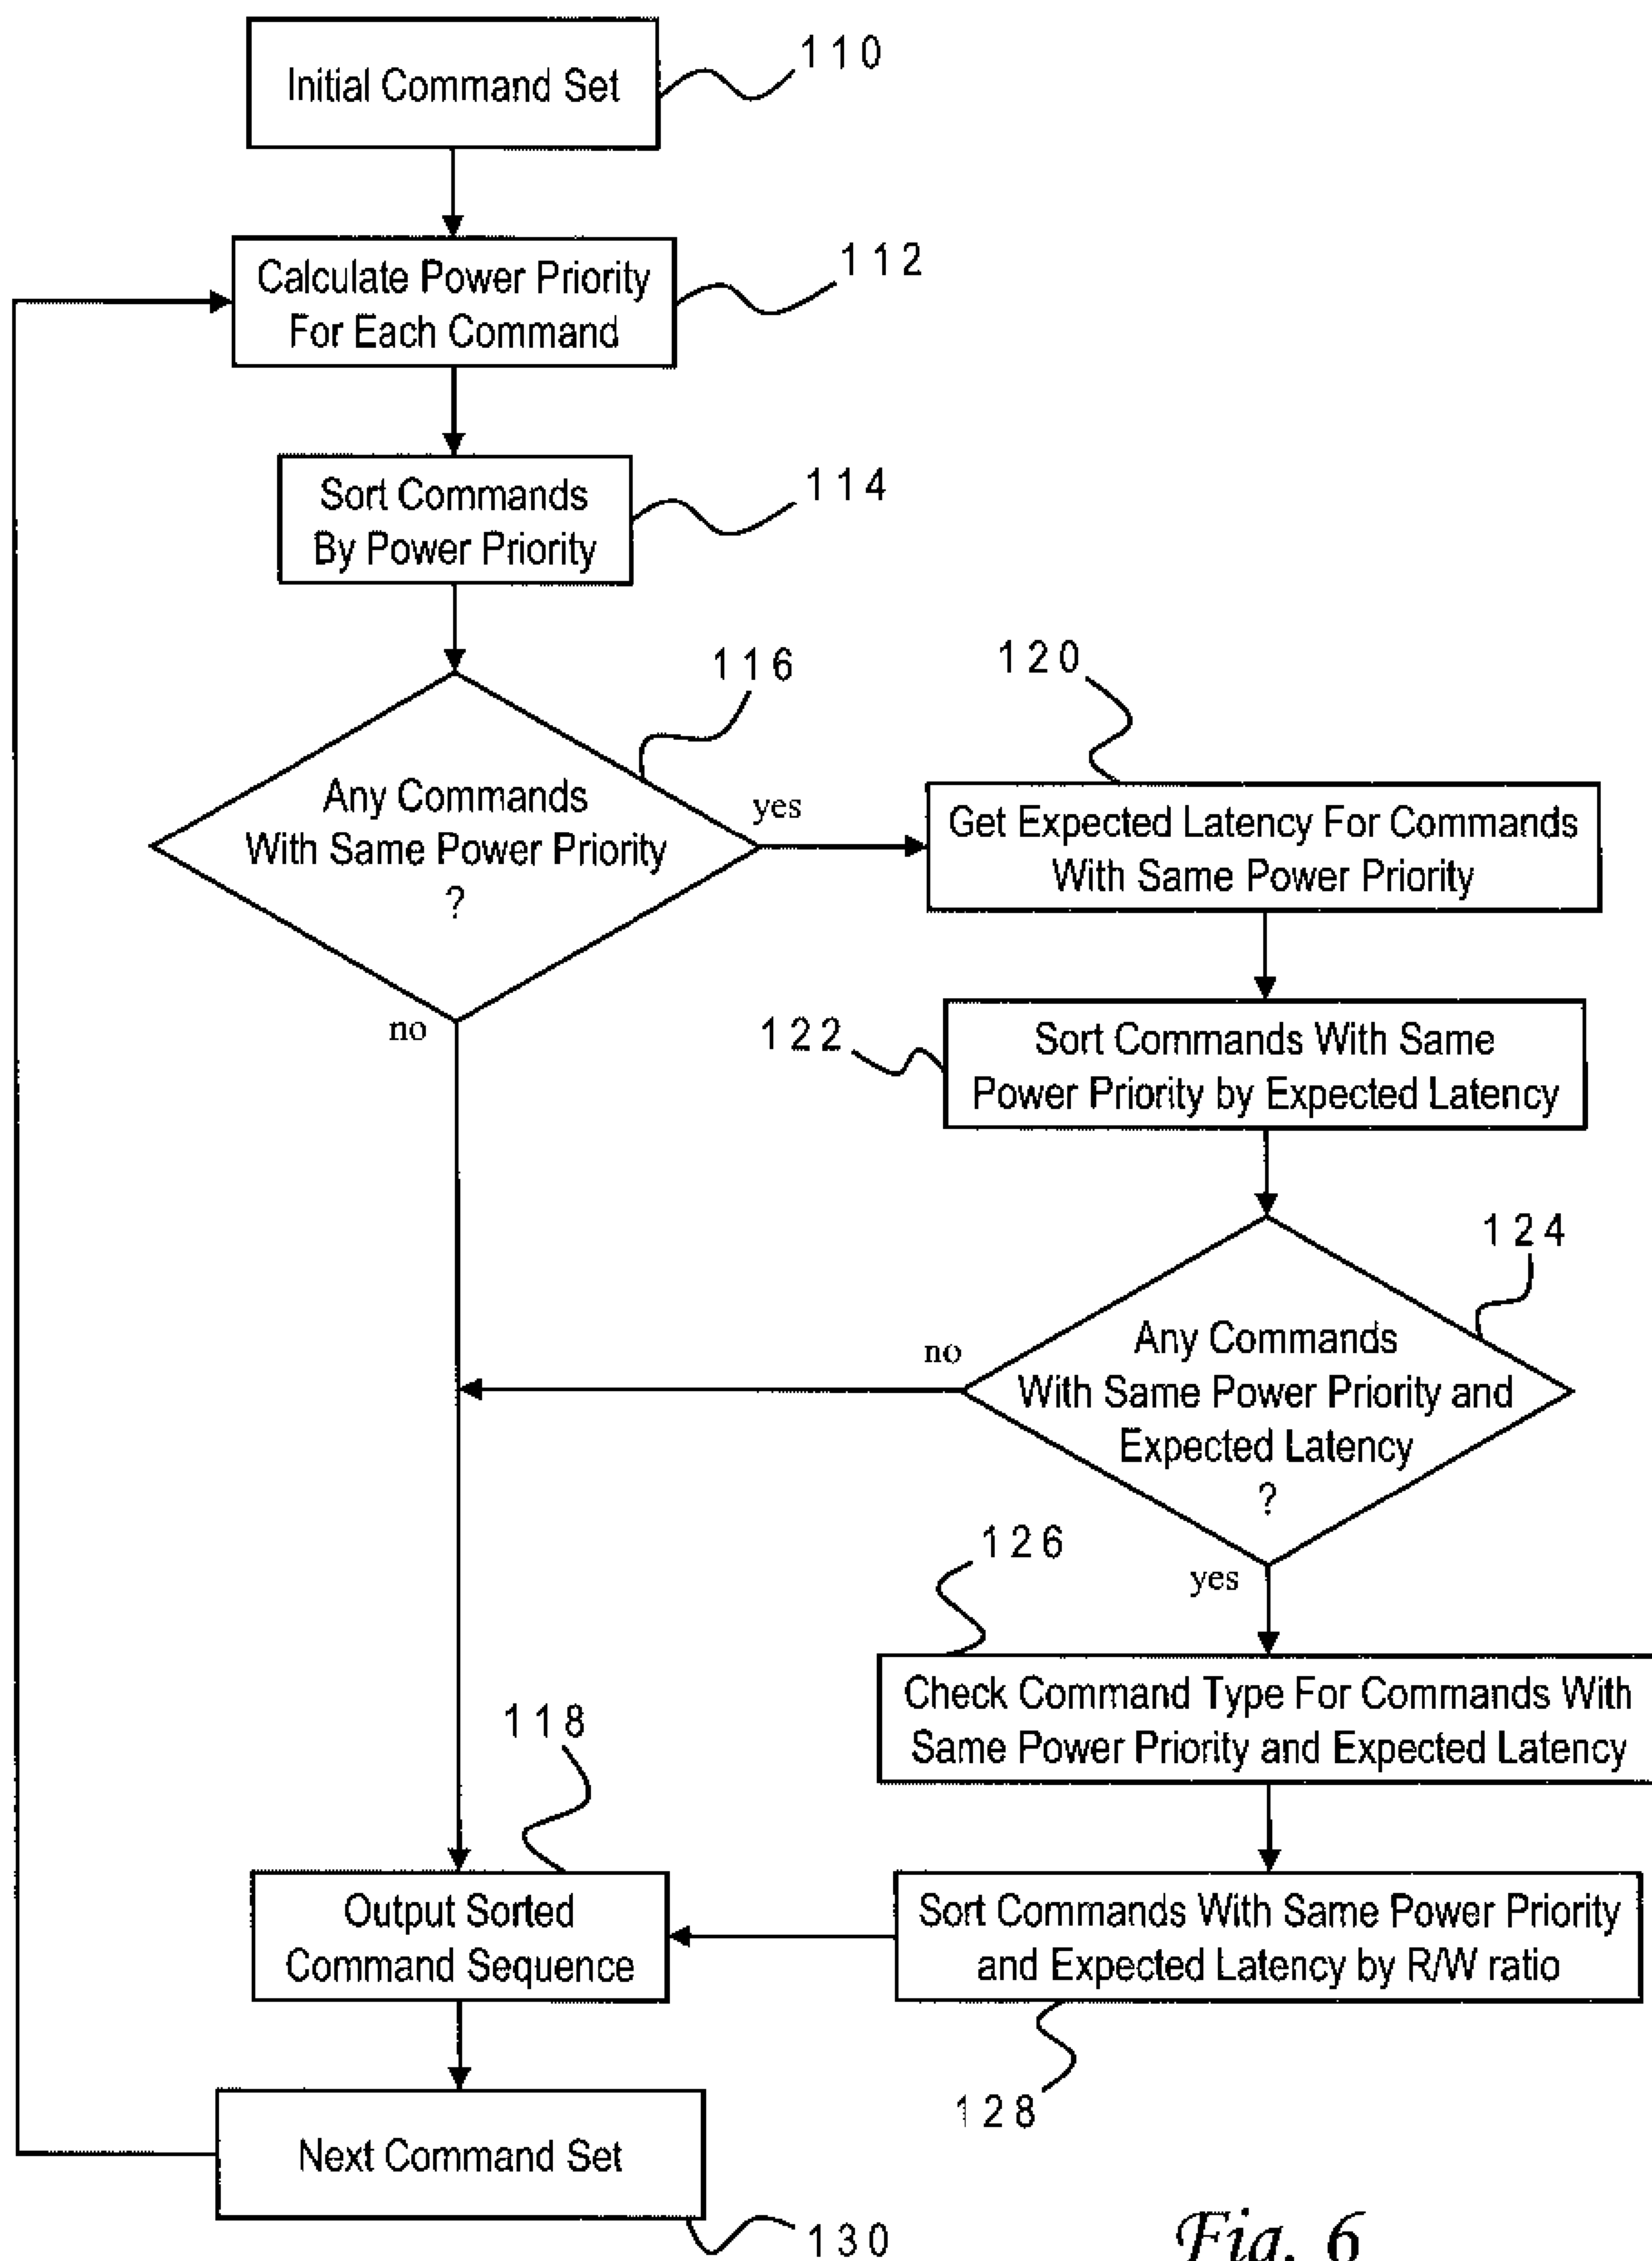 Initial Command Set
110
Calculate Power Priority
For Each Command
112
Sort Commands
By Power Priority
114
116
Any Commands
With Same Power Priority
?
yes
no
120
Get Expected Latency For Commands
With Same Power Priority
122
Sort Commands With Same
Power Priority by Expected Latency
124
Any Commands
With Same Power Priority and
Expected Latency
?
no
yes
126
Check Command Type For Commands With
Same Power Priority and Expected Latency
118
Output Sorted
Command Sequence
Sort Commands With Same Power Priority
and Expected Latency by R/W ratio
128
Next Command Set
130
Fig. 6